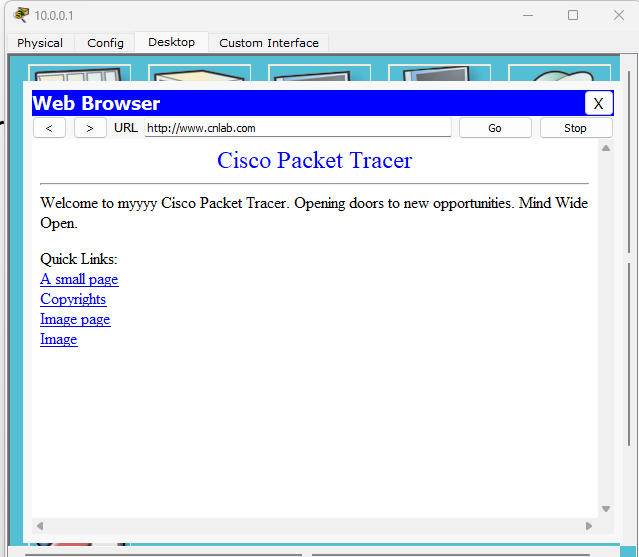 10.0.0.1
Physical Config Desktop Custom Interface
Web Browser X
< > URL http://www.cnlab.com Go Stop
Cisco Packet Tracer
Welcome to myyyy Cisco Packet Tracer. Opening doors to new opportunities. Mind Wide
Open.
Quick Links:
A small page
Copyrights
Image page
Image